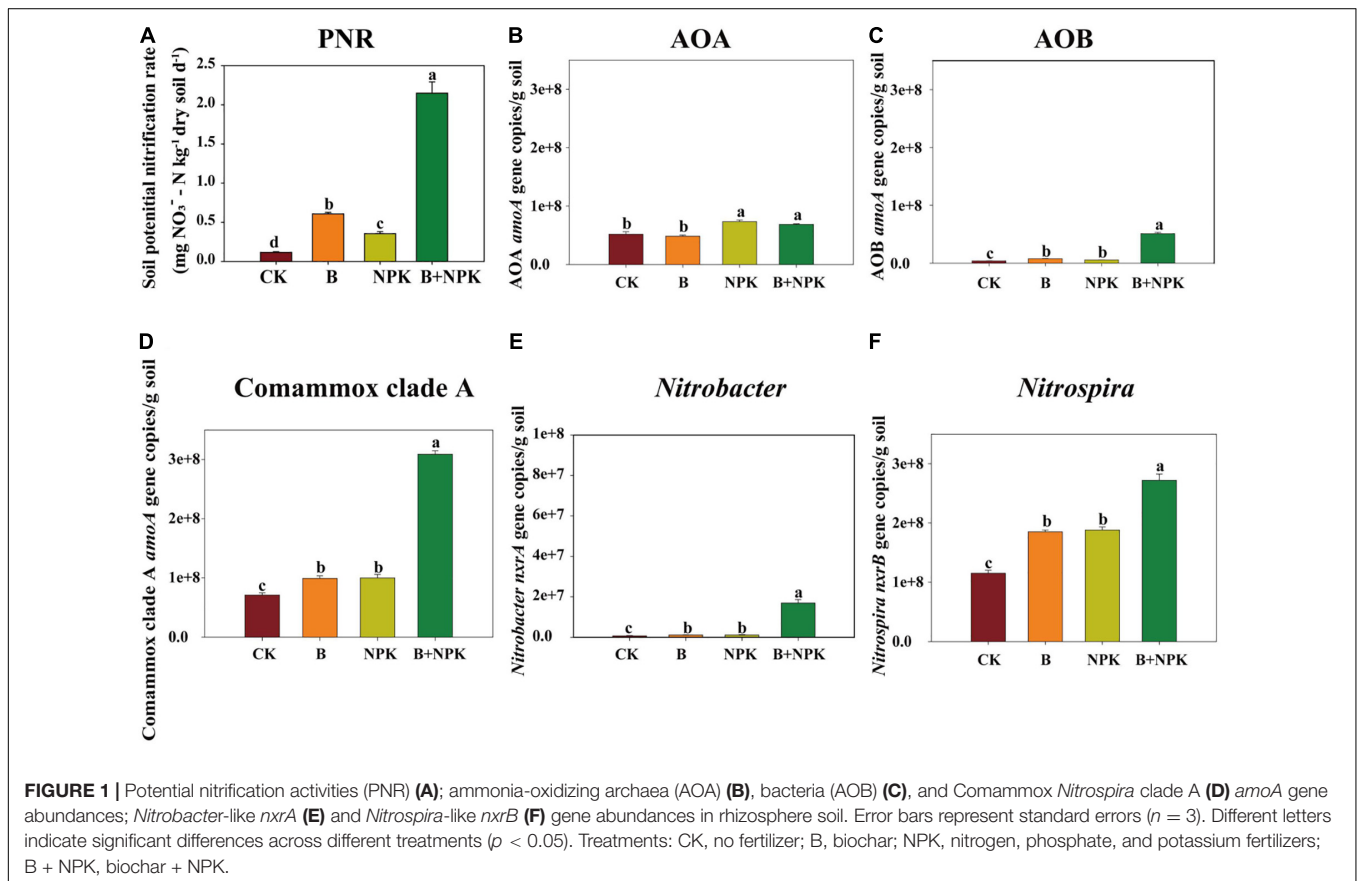 A
PNR
Soil potenitial nitrification rate
(mg NO₃⁻ - N kg⁻¹ dry soil d⁻¹)
2.5
2.0
1.5
1.0
0.5
0.0
d
b
c
a
CK B NPK B+NPK
B
AOA
AOA amoA gene copies/g soil
3e+8
2e+8
1e+8
0.0
b
b
a
a
CK B NPK B+NPK
C
AOB
AOB amoA gene copies/g soil
3e+8
2e+8
1e+8
0.0
c
b
b
a
CK B NPK B+NPK
D
Comammox clade A
Comammox clade A amoA gene copies/g soil
3e+8
2e+8
1e+8
0.0
c
b
b
a
CK B NPK B+NPK
E
Nitrobacter
Nitrobacter nxrA gene copies/g soil
1e+8
8e+7
6e+7
4e+7
2e+7
0.0
c
b
b
a
CK B NPK B+NPK
F
Nitrospira
Nitrospira nxrB gene copies/g soil
3e+8
2e+8
1e+8
0.0
c
b
b
a
CK B NPK B+NPK
FIGURE 1 | Potential nitrification activities (PNR) (A); ammonia-oxidizing archaea (AOA) (B), bacteria (AOB) (C), and Comammox Nitrospira clade A (D) amoA gene
abundances; Nitrobacter-like nxrA (E) and Nitrospira-like nxrB (F) gene abundances in rhizosphere soil. Error bars represent standard errors (n = 3). Different letters
indicate significant differences across different treatments (p < 0.05). Treatments: CK, no fertilizer; B, biochar; NPK, nitrogen, phosphate, and potassium fertilizers;
B + NPK, biochar + NPK.